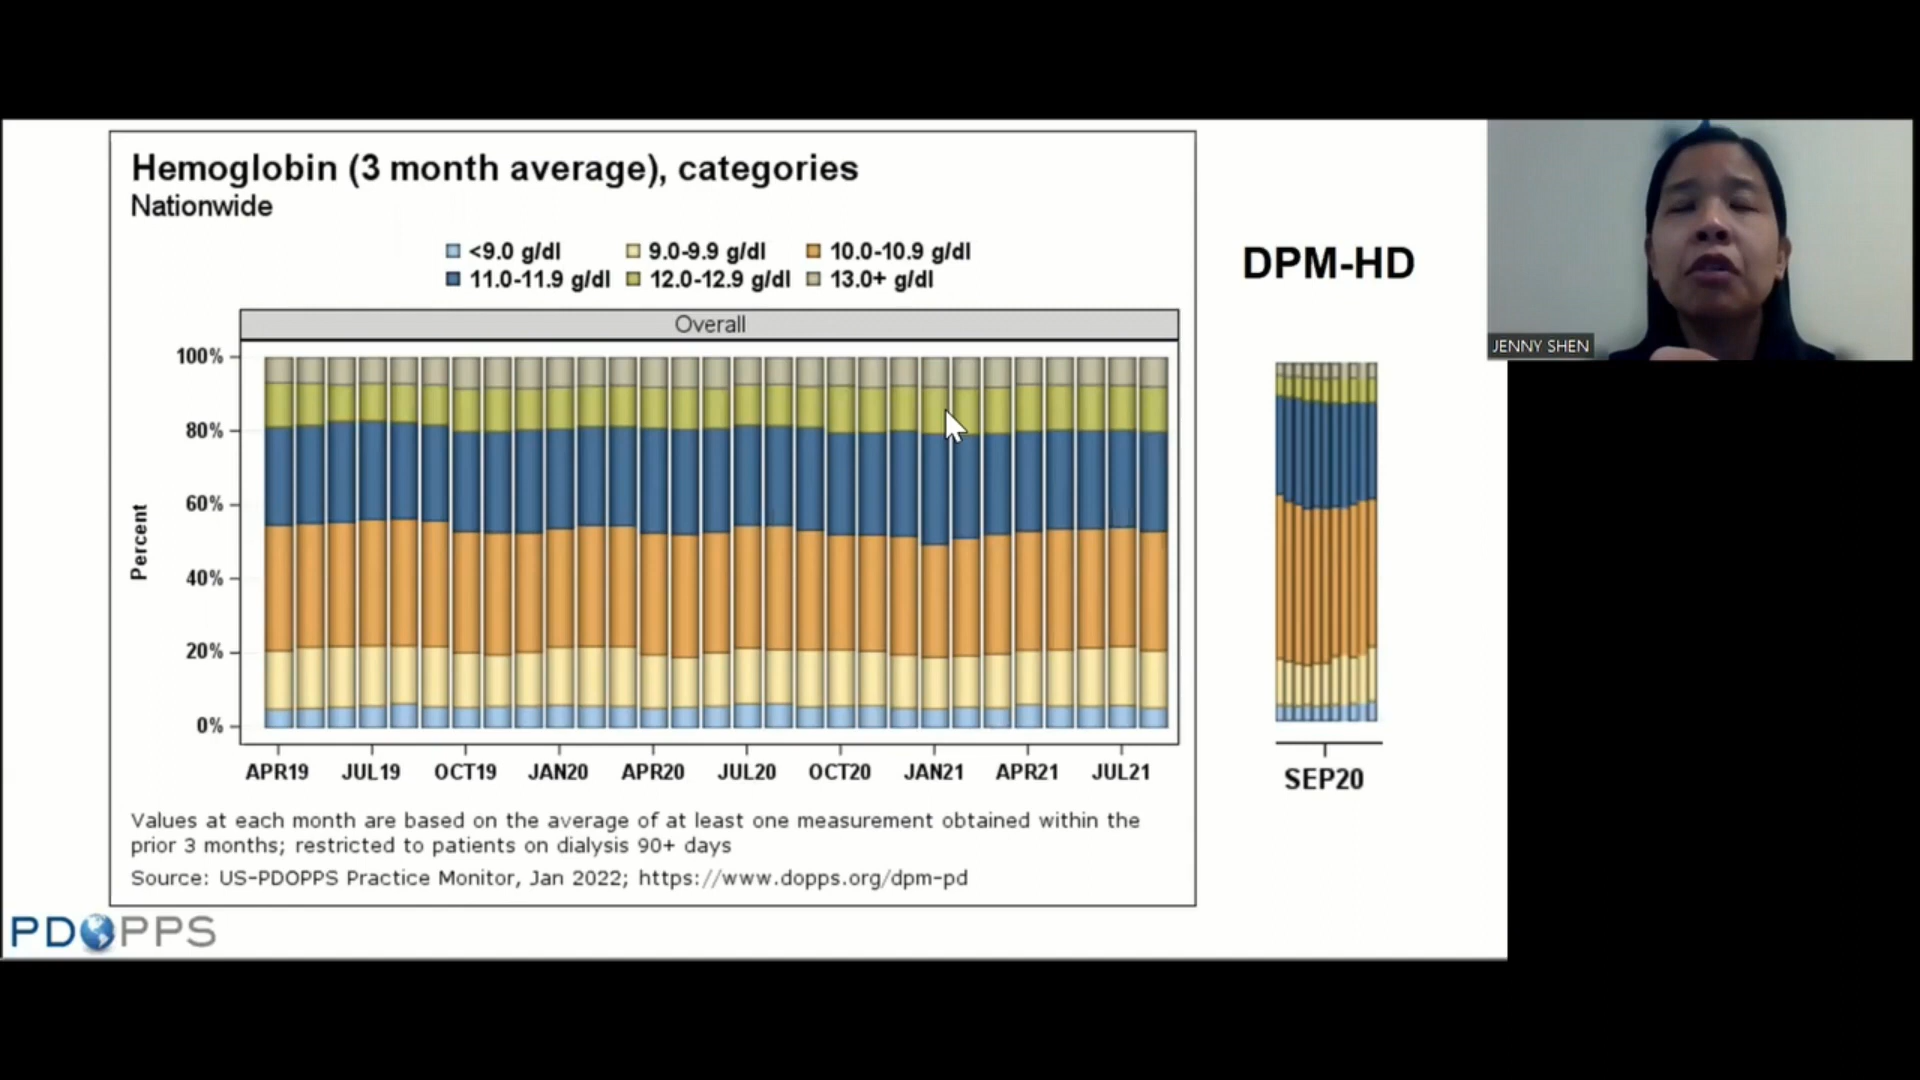 Hemoglobin (3 month average), categories
Nationwide
<9.0 g/dl 9.0-9.9 g/dl 10.0-10.9 g/dl
11.0-11.9 g/dl 12.0-12.9 g/dl 13.0+ g/dl
Overall
100%
80%
60%
40%
20%
0%
Percent
APR19 JUL19 OCT19 JAN20 APR20 JUL20 OCT20 JAN21 APR21 JUL21
Values at each month are based on the average of at least one measurement obtained within the
prior 3 months; restricted to patients on dialysis 90+ days
Source: US-PDOPPS Practice Monitor, Jan 2022; https://www.dopps.org/dpm-pd
PDOPPS
DPM-HD
SEP20
JENNY SHEN